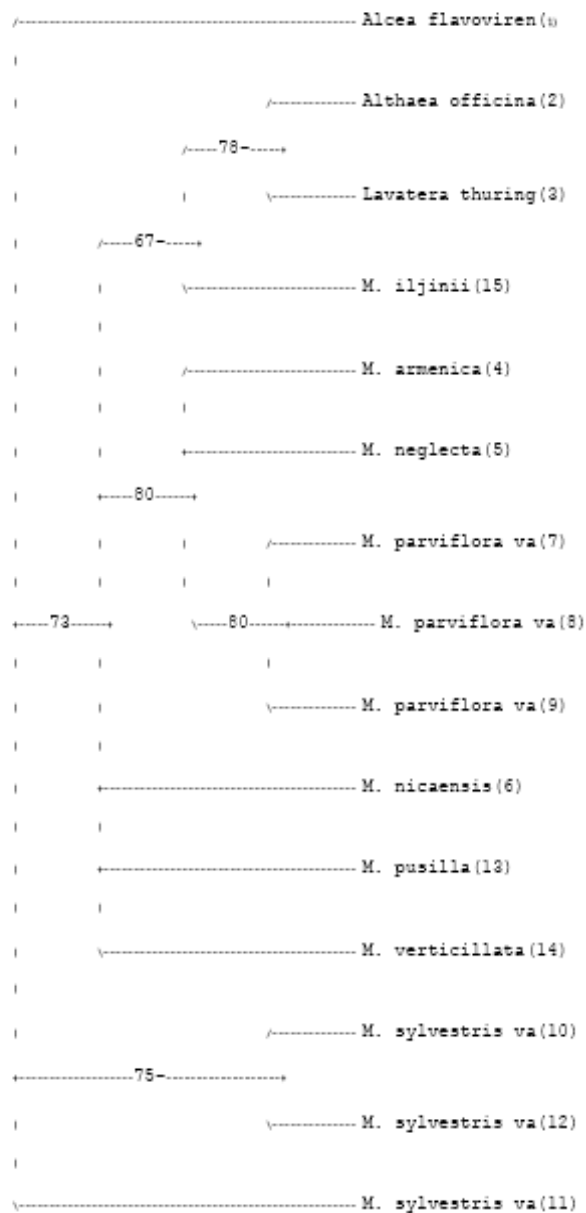 Alcea flavoviren(1)
Althaea officina(2)
78
Lavatera thuring(3)
67
M. iljinii(15)
M. armenica(4)
M. neglecta(5)
80
M. parviflora va(7)
73 80 M. parviflora va(8)
M. parviflora va(9)
M. nicaensis(6)
M. pusilla(13)
M. verticillata(14)
M. sylvestris va(10)
75
M. sylvestris va(12)
M. sylvestris va(11)